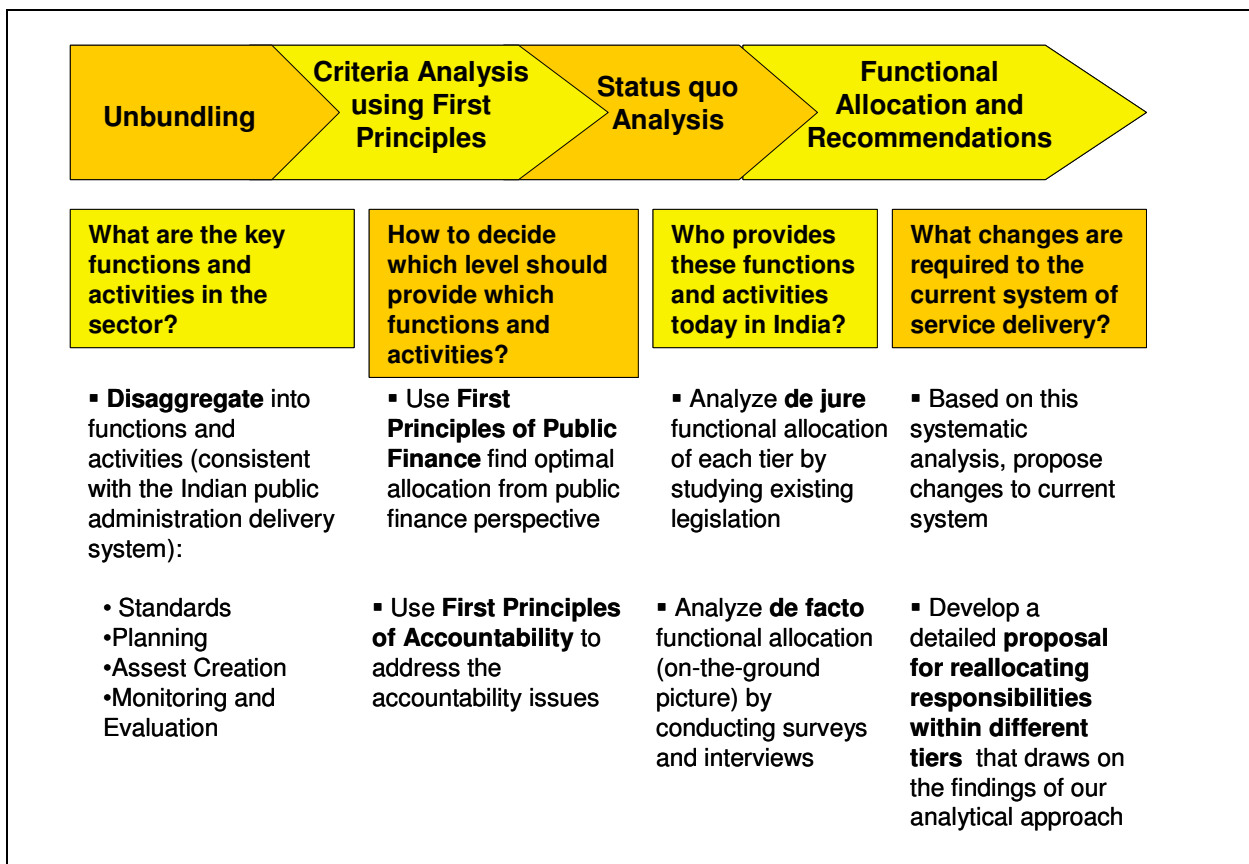 Unbundling
Criteria Analysis
using First
Principles
Status quo
Analysis
Functional
Allocation and
Recommendations
What are the key
functions and
activities in the
sector?
How to decide
which level should
provide which
functions and
activities?
Who provides
these functions
and activities
today in India?
What changes are
required to the
current system of
service delivery?
▪ Disaggregate into
functions and
activities (consistent
with the Indian public
administration delivery
system):
• Standards
•Planning
•Assest Creation
•Monitoring and
Evaluation
▪ Use First
Principles of Public
Finance find optimal
allocation from public
finance perspective
▪ Use First Principles
of Accountability to
address the
accountability issues
▪ Analyze de jure
functional allocation
of each tier by
studying existing
legislation
▪ Analyze de facto
functional allocation
(on-the-ground
picture) by
conducting surveys
and interviews
▪ Based on this
systematic
analysis, propose
changes to current
system
▪ Develop a
detailed proposal
for reallocating
responsibilities
within different
tiers that draws on
the findings of our
analytical approach